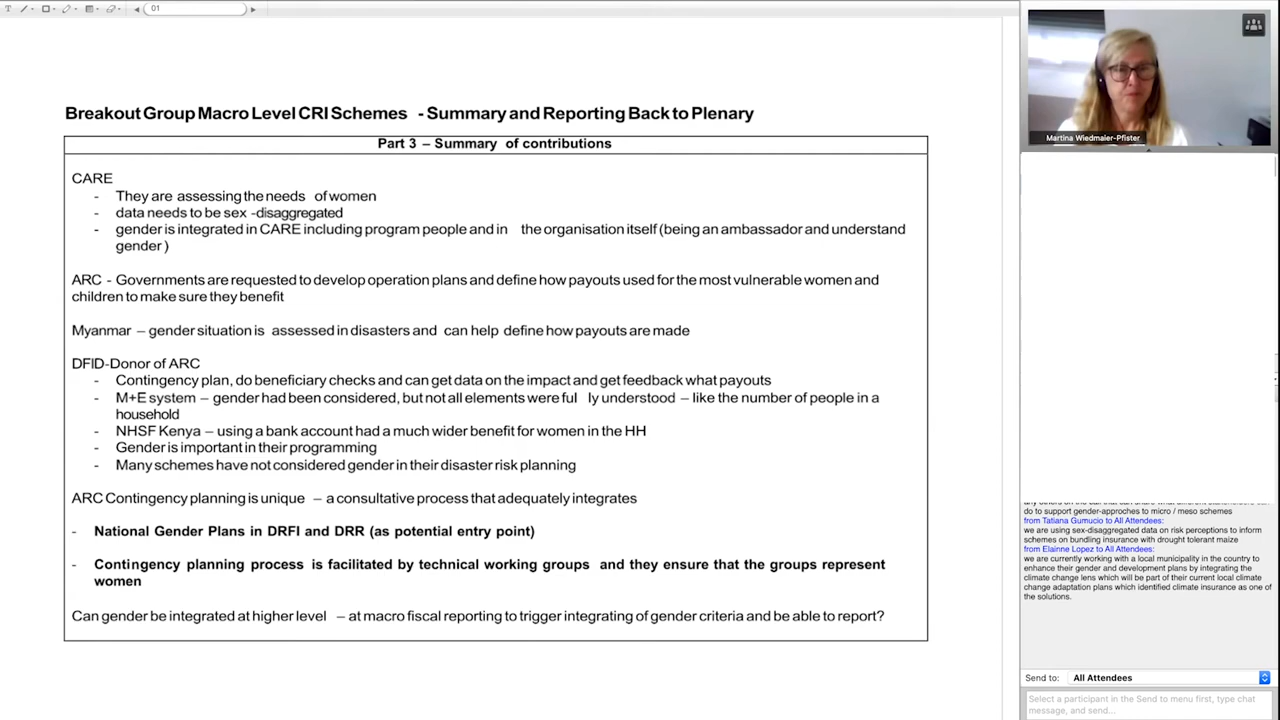 T
01
Breakout Group Macro Level CRI Schemes - Summary and Reporting Back to Plenary
Part 3 – Summary of contributions
CARE
- They are assessing the needs of women
- data needs to be sex -disaggregated
- gender is integrated in CARE including program people and in the organisation itself (being an ambassador and understand
gender )
ARC - Governments are requested to develop operation plans and define how payouts used for the most vulnerable women and
children to make sure they benefit
Myanmar – gender situation is assessed in disasters and can help define how payouts are made
DFID-Donor of ARC
- Contingency plan, do beneficiary checks and can get data on the impact and get feedback what payouts
- M+E system – gender had been considered, but not all elements were ful ly understood – like the number of people in a
household
- NHSF Kenya – using a bank account had a much wider benefit for women in the HH
- Gender is important in their programming
- Many schemes have not considered gender in their disaster risk planning
ARC Contingency planning is unique – a consultative process that adequately integrates
- National Gender Plans in DRFI and DRR (as potential entry point)
- Contingency planning process is facilitated by technical working groups and they ensure that the groups represent
women
Can gender be integrated at higher level – at macro fiscal reporting to trigger integrating of gender criteria and be able to report?
Martina Wiedmaier-Pfister
do to support gender-approches to micro / meso schemes
from Tatiana Gumucio to All Attendees:
we are using sex-disaggregated data on risk perceptions to inform
schemes on bundling insurance with drought tolerant maize
from Elainne Lopez to All Attendees:
we are currently working with a local municipality in the country to
enhance their gender and development plans by integrating the
climate change lens which will be part of their current local climate
change adaptation plans which identified climate insurance as one of
the solutions.
Send to: All Attendees
Select a participant in the Send to menu first, type chat
message, and send...